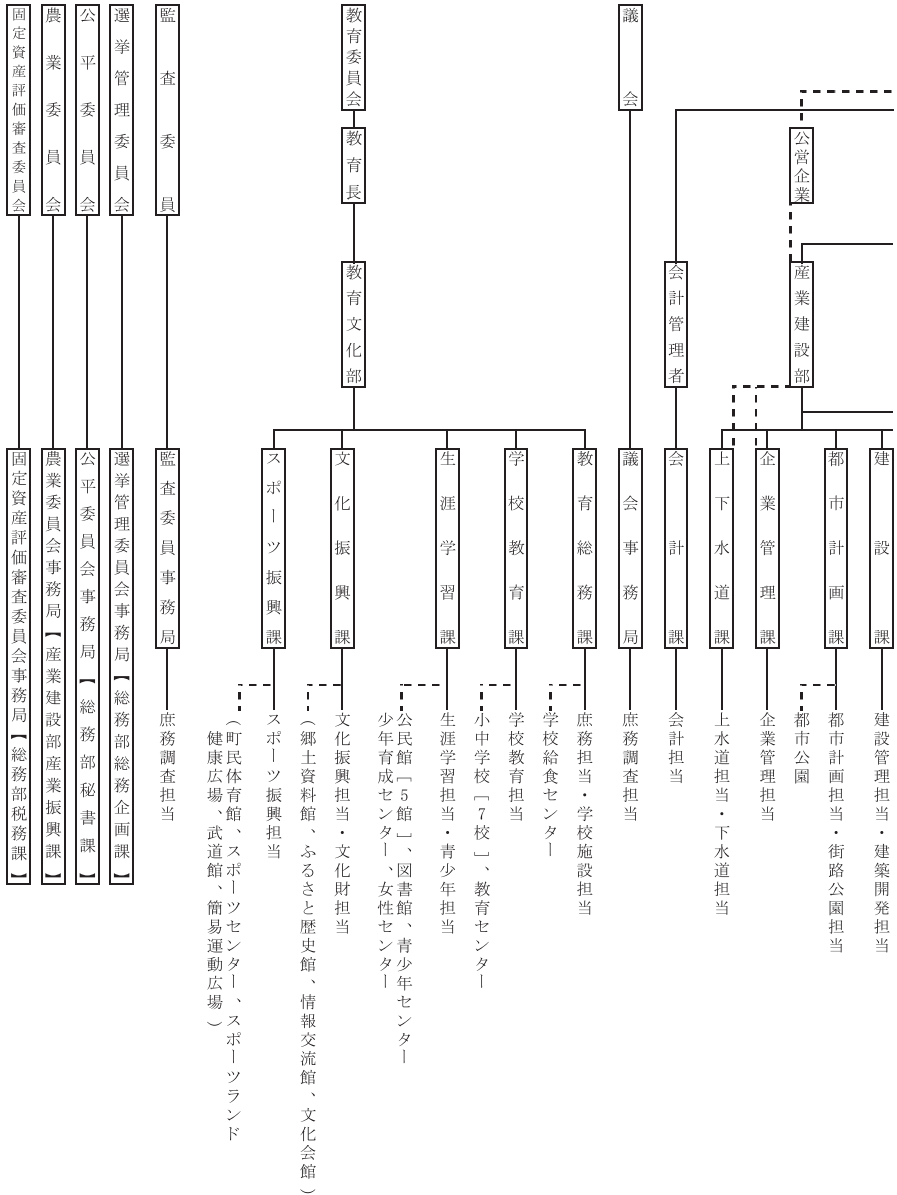 公営企業
産業建設部
建設課
建設管理担当・建築開発担当
都市計画課
都市計画担当・街路公園担当
都市公園
企業管理課
企業管理担当
上下水道課
上水道担当・下水道担当
会計管理者
会計課
会計担当
議会
議会事務局
庶務調査担当
教育委員会
教育長
教育文化部
教育総務課
庶務担当・学校施設担当
学校給食センター
学校教育課
学校教育担当
小中学校［7校］、教育センター
生涯学習課
生涯学習担当・青少年担当
公民館［5館］、図書館、青少年センター
少年育成センター、女性センター
文化振興課
文化振興担当・文化財担当
（郷土資料館、ふるさと歴史館、情報交流館、文化会館）
スポーツ振興課
スポーツ振興担当
（町民体育館、スポーツセンター、スポーツランド
健康広場、武道館、簡易運動広場）
監査委員
監査委員事務局
庶務調査担当
選挙管理委員会
選挙管理委員会事務局【総務部総務企画課】
公平委員会
公平委員会事務局【総務部秘書課】
農業委員会
農業委員会事務局【産業建設部産業振興課】
固定資産評価審査委員会
固定資産評価審査委員会事務局【総務部税務課】